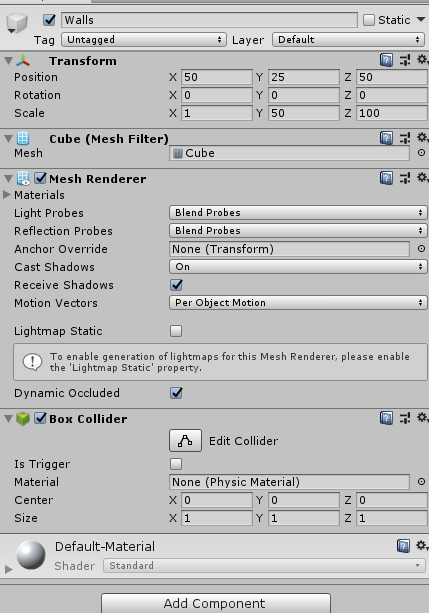 Walls Static
Tag Untagged Layer Default
Transform
Position X 50 Y 25 Z 50
Rotation X 0 Y 0 Z 0
Scale X 1 Y 50 Z 100
Cube (Mesh Filter)
Mesh Cube
Mesh Renderer
Materials
Light Probes Blend Probes
Reflection Probes Blend Probes
Anchor Override None (Transform)
Cast Shadows On
Receive Shadows
Motion Vectors Per Object Motion
Lightmap Static
To enable generation of lightmaps for this Mesh Renderer, please enable
the 'Lightmap Static' property.
Dynamic Occluded
Box Collider
Edit Collider
Is Trigger
Material None (Physic Material)
Center X 0 Y 0 Z 0
Size X 1 Y 1 Z 1
Default-Material
Shader Standard
Add Component